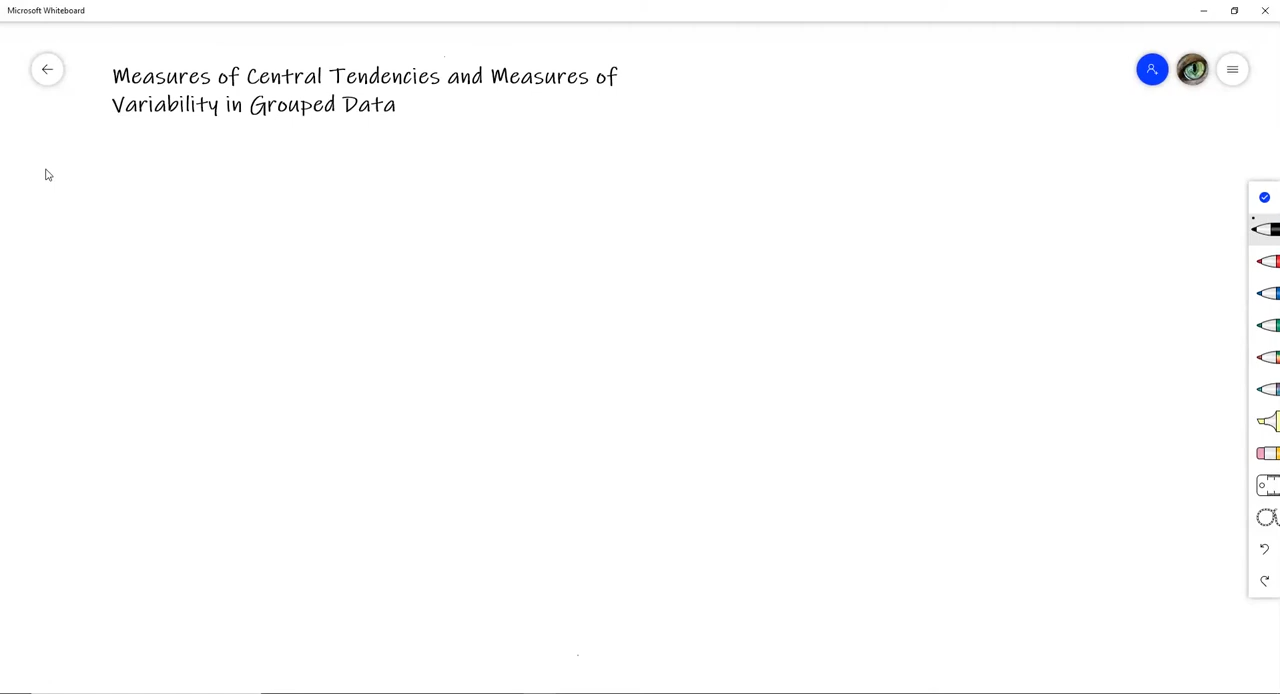 Microsoft Whiteboard
Measures of Central Tendencies and Measures of
Variability in Grouped Data